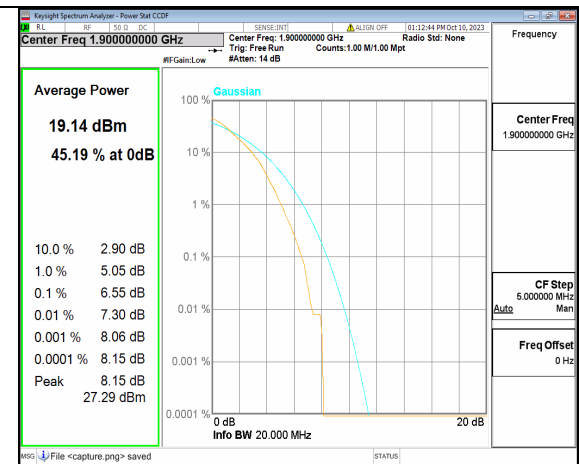 Keysight Spectrum Analyzer - Power Stat CCDF
RL RF 50 Ω DC SENSE:INT ALIGN OFF 01:12:44 PM Oct 10, 2023
Center Freq 1.900000000 GHz
Center Freq: 1.900000000 GHz Radio Std: None
Trig: Free Run Counts:1.00 M/1.00 Mpt
#IFGain:Low #Atten: 14 dB
Frequency
Average Power
19.14 dBm
45.19 % at 0dB
10.0 % 2.90 dB
1.0 % 5.05 dB
0.1 % 6.55 dB
0.01 % 7.30 dB
0.001 % 8.06 dB
0.0001 % 8.15 dB
Peak 8.15 dB
27.29 dBm
Gaussian
100 %
10 %
1 %
0.1 %
0.01 %
0.001 %
0.0001 %
0 dB 20 dB
Info BW 20.000 MHz
Center Freq
1.900000000 GHz
CF Step
5.000000 MHz
Auto Man
Freq Offset
0 Hz
MSG File <capture.png> saved STATUS